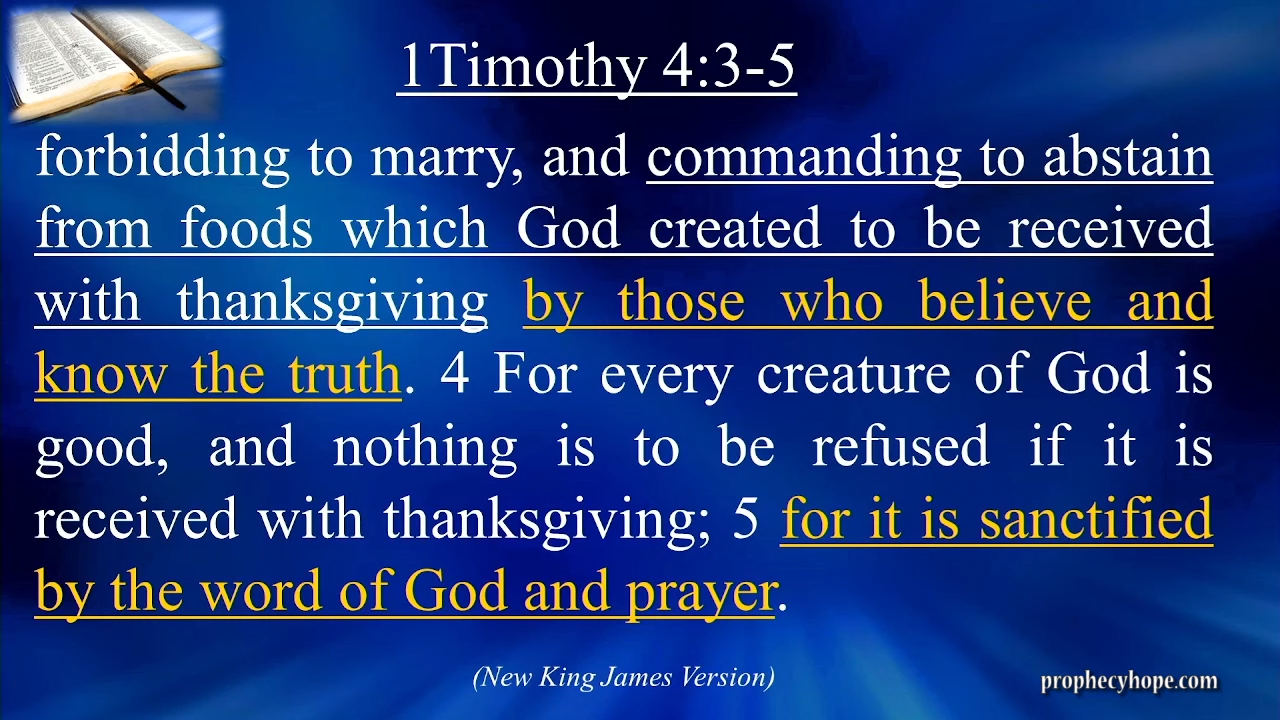 1Timothy 4:3-5
forbidding to marry, and commanding to abstain
from foods which God created to be received
with thanksgiving by those who believe and
know the truth. 4 For every creature of God is
good, and nothing is to be refused if it is
received with thanksgiving; 5 for it is sanctified
by the word of God and prayer.
(New King James Version)
prophecyhope.com